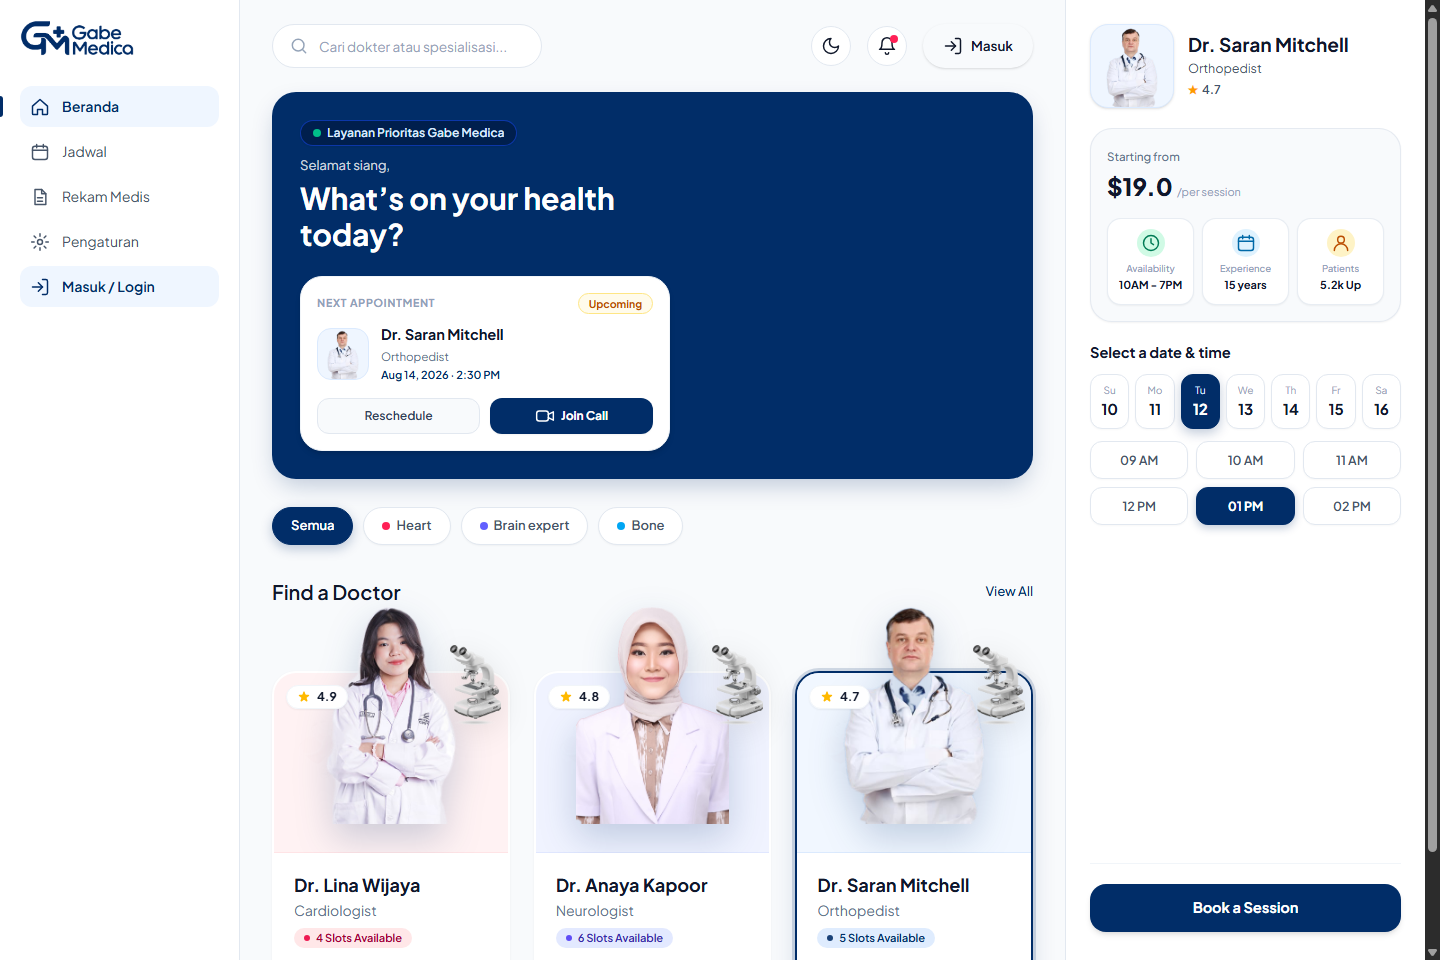 Gabe
Medica
Beranda
Jadwal
Rekam Medis
Pengaturan
Masuk / Login
Cari dokter atau spesialisasi...
Masuk
Layanan Prioritas Gabe Medica
Selamat siang,
What's on your health
today?
NEXT APPOINTMENT
Upcoming
Dr. Saran Mitchell
Orthopedist
Aug 14, 2026 · 2:30 PM
Reschedule
Join Call
Semua
Heart
Brain expert
Bone
Find a Doctor
View All
4.9
Dr. Lina Wijaya
Cardiologist
4 Slots Available
4.8
Dr. Anaya Kapoor
Neurologist
6 Slots Available
4.7
Dr. Saran Mitchell
Orthopedist
5 Slots Available
Dr. Saran Mitchell
Orthopedist
4.7
Starting from
$19.0 /per session
Availability
10AM - 7PM
Experience
15 years
Patients
5.2k Up
Select a date & time
Su Mo Tu We Th Fr Sa
10 11 12 13 14 15 16
09 AM 10 AM 11 AM
12 PM 01 PM 02 PM
Book a Session